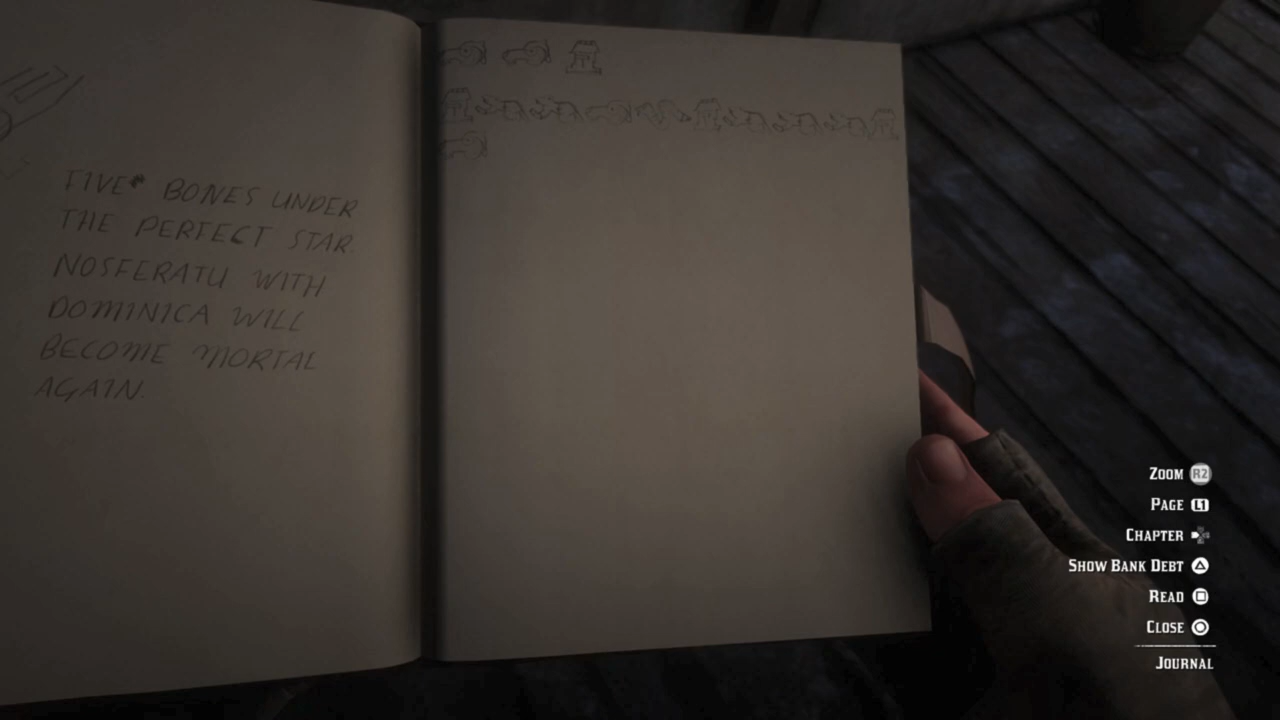 FIVE BONES UNDER
THE PERFECT STAR.
NOSFERATU WITH
DOMINICA WILL
BECOME MORTAL
AGAIN.
ZOOM R2
PAGE L1
CHAPTER
SHOW BANK DEBT
READ
CLOSE
JOURNAL